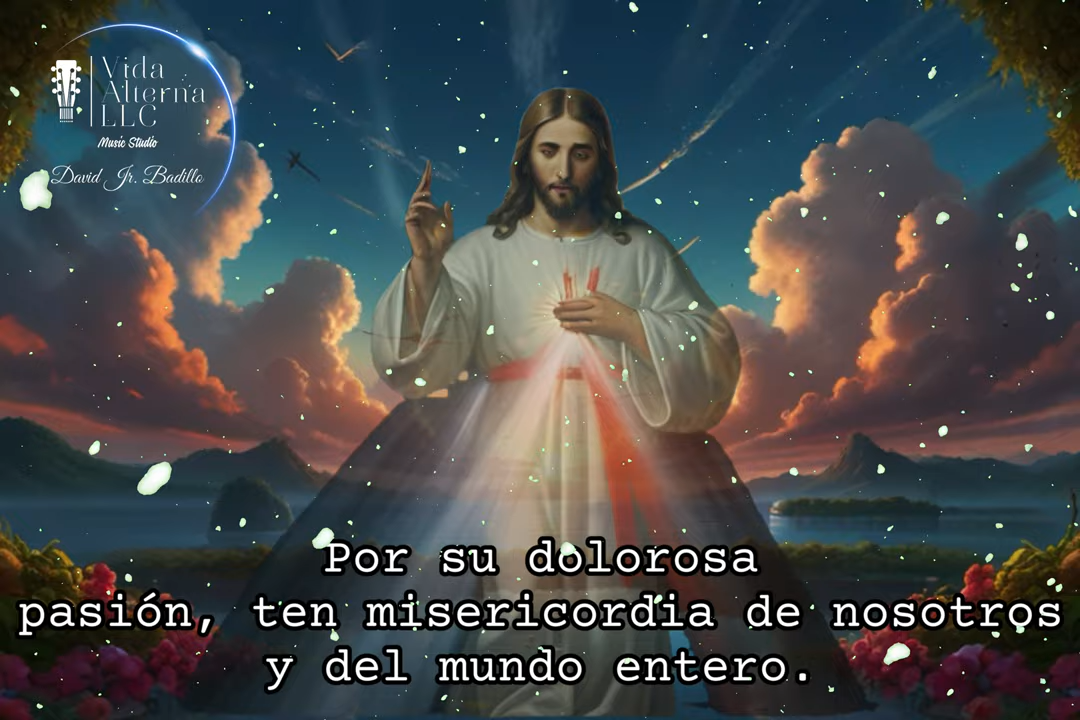 Vida
Alterna
LLC
Music Studio
David Jr. Badillo
Por su dolorosa
pasión, ten misericordia de nosotros
y del mundo entero.